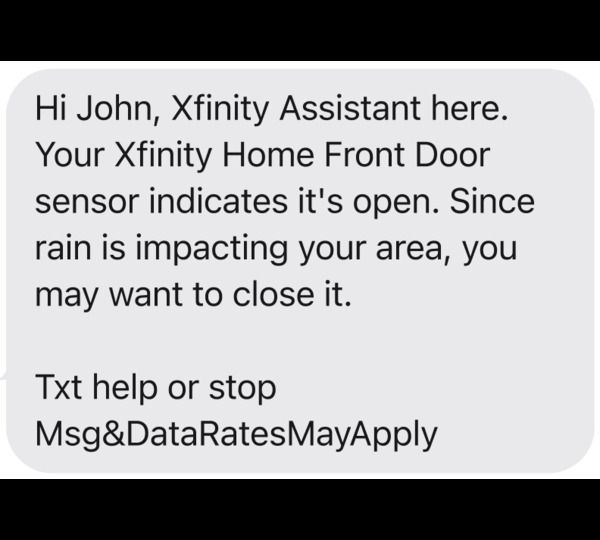 Hi John, Xfinity Assistant here.
Your Xfinity Home Front Door
sensor indicates it's open. Since
rain is impacting your area, you
may want to close it.
Txt help or stop
Msg&DataRatesMayApply